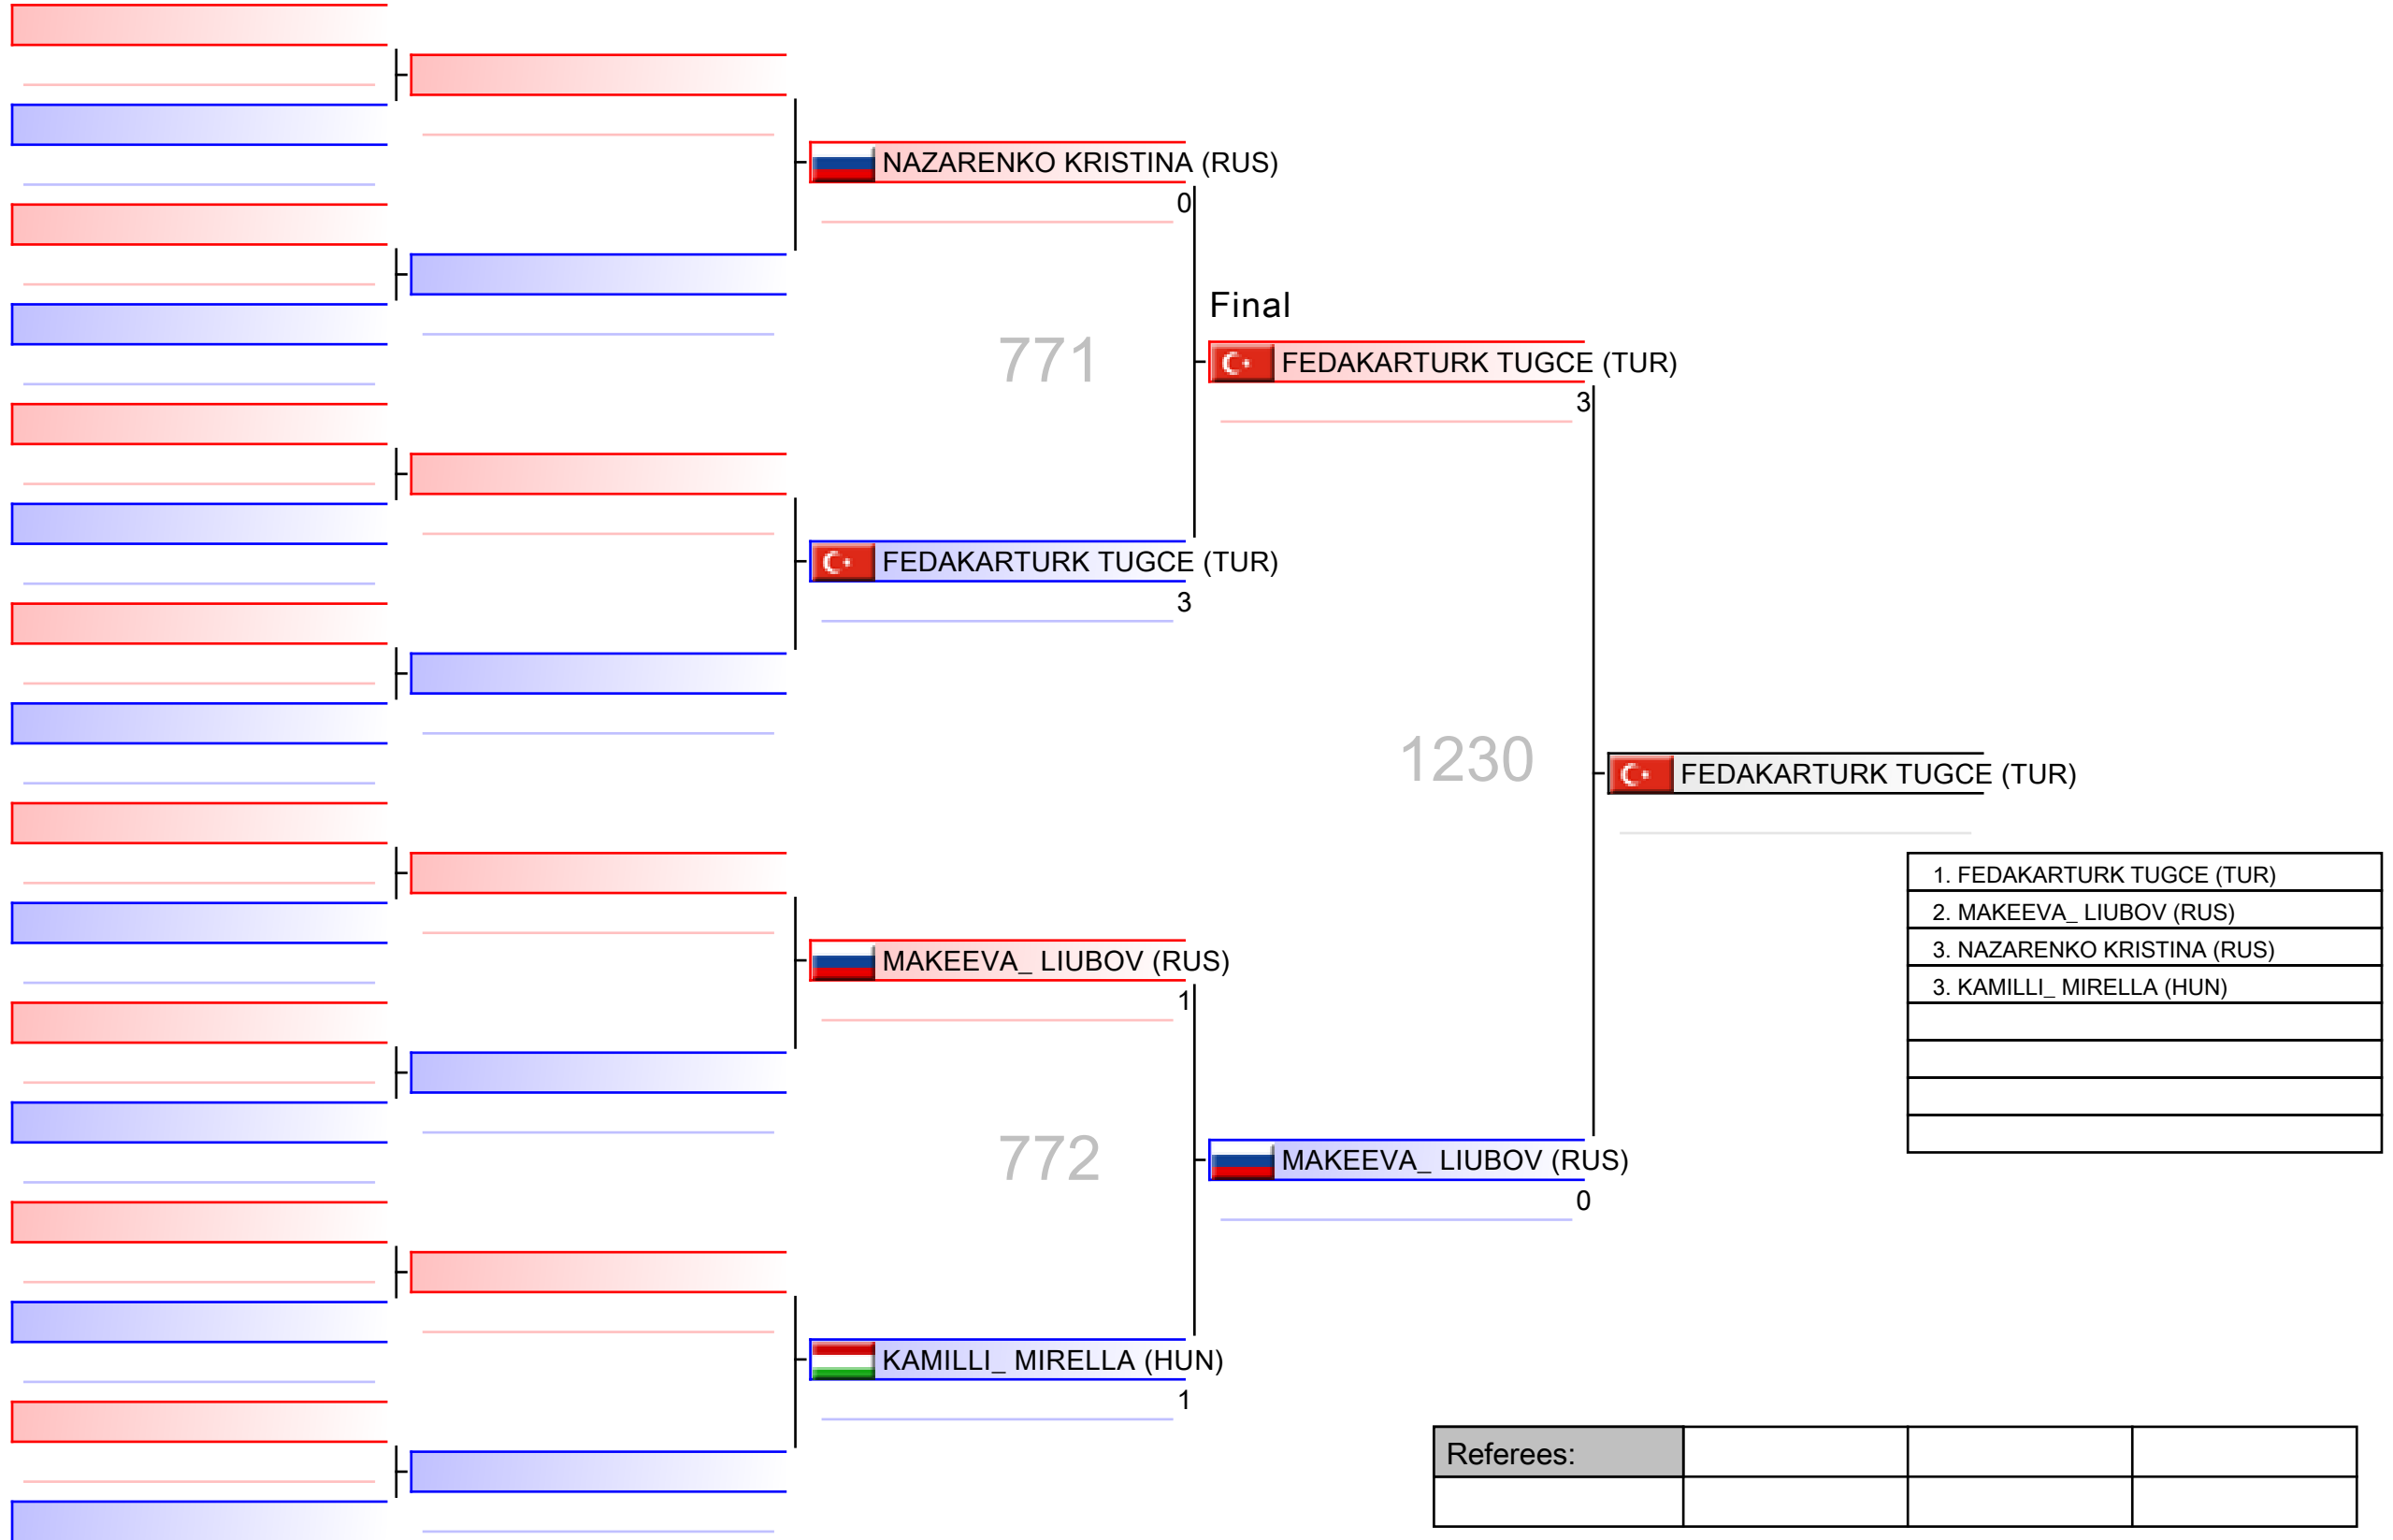 NAZARENKO KRISTINA (RUS)
0
771
FEDAKARTURK TUGCE (TUR)
3
Final
FEDAKARTURK TUGCE (TUR)
3
1230
FEDAKARTURK TUGCE (TUR)
MAKEEVA_ LIUBOV (RUS)
1
772
KAMILLI_ MIRELLA (HUN)
1
MAKEEVA_ LIUBOV (RUS)
0
1. FEDAKARTURK TUGCE (TUR)
2. MAKEEVA_ LIUBOV (RUS)
3. NAZARENKO KRISTINA (RUS)
3. KAMILLI_ MIRELLA (HUN)
Referees: